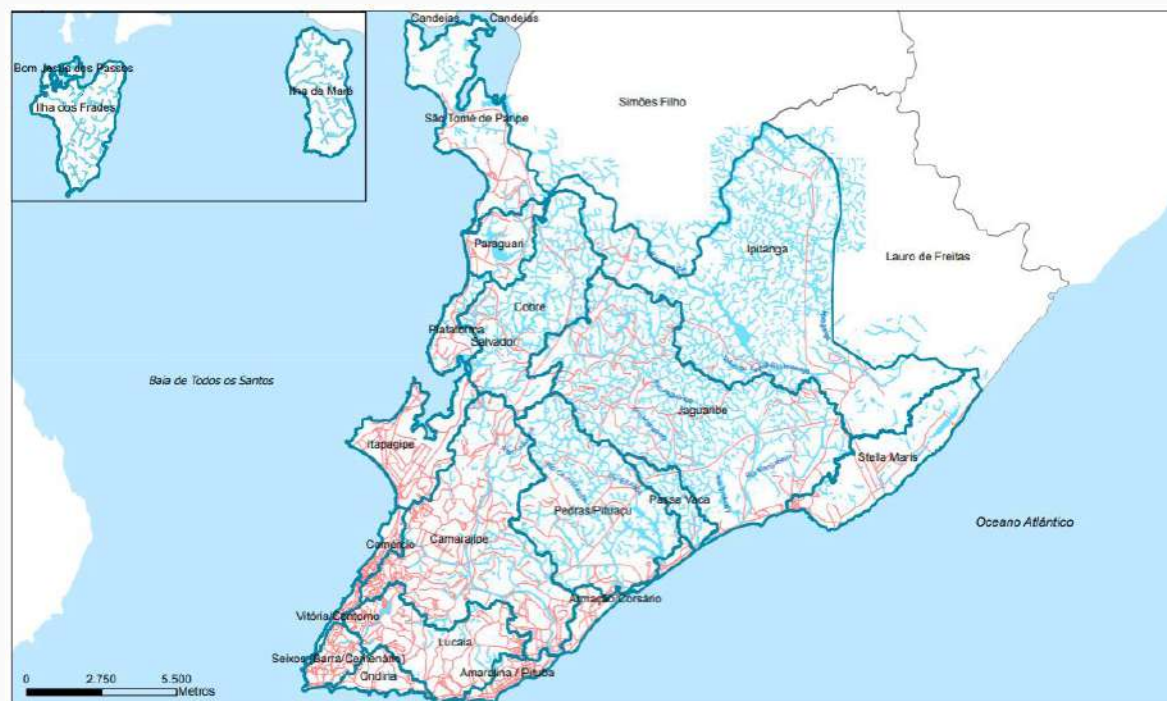 Candeias
Candeias
Bom Jesus dos Passos
Ilha dos Frades
Ilha de Maré
Simões Filho
São Tomé de Paripe
Paraguari
Ipitanga
Lauro de Freitas
Cobre
Plataforma
Salvador
Baia de Todos os Santos
Jaguaribe
Itapagipe
Stella Maris
Passa Vaca
Pedras/Pituaçu
Oceano Atlântico
Comércio
Camarajipe
Armação/Corsário
Vitória/Contorno
Lucaia
Seixos (Barra/Centenário)
Ondina
Amaralina / Pituba
0 2.750 5.500
Metros